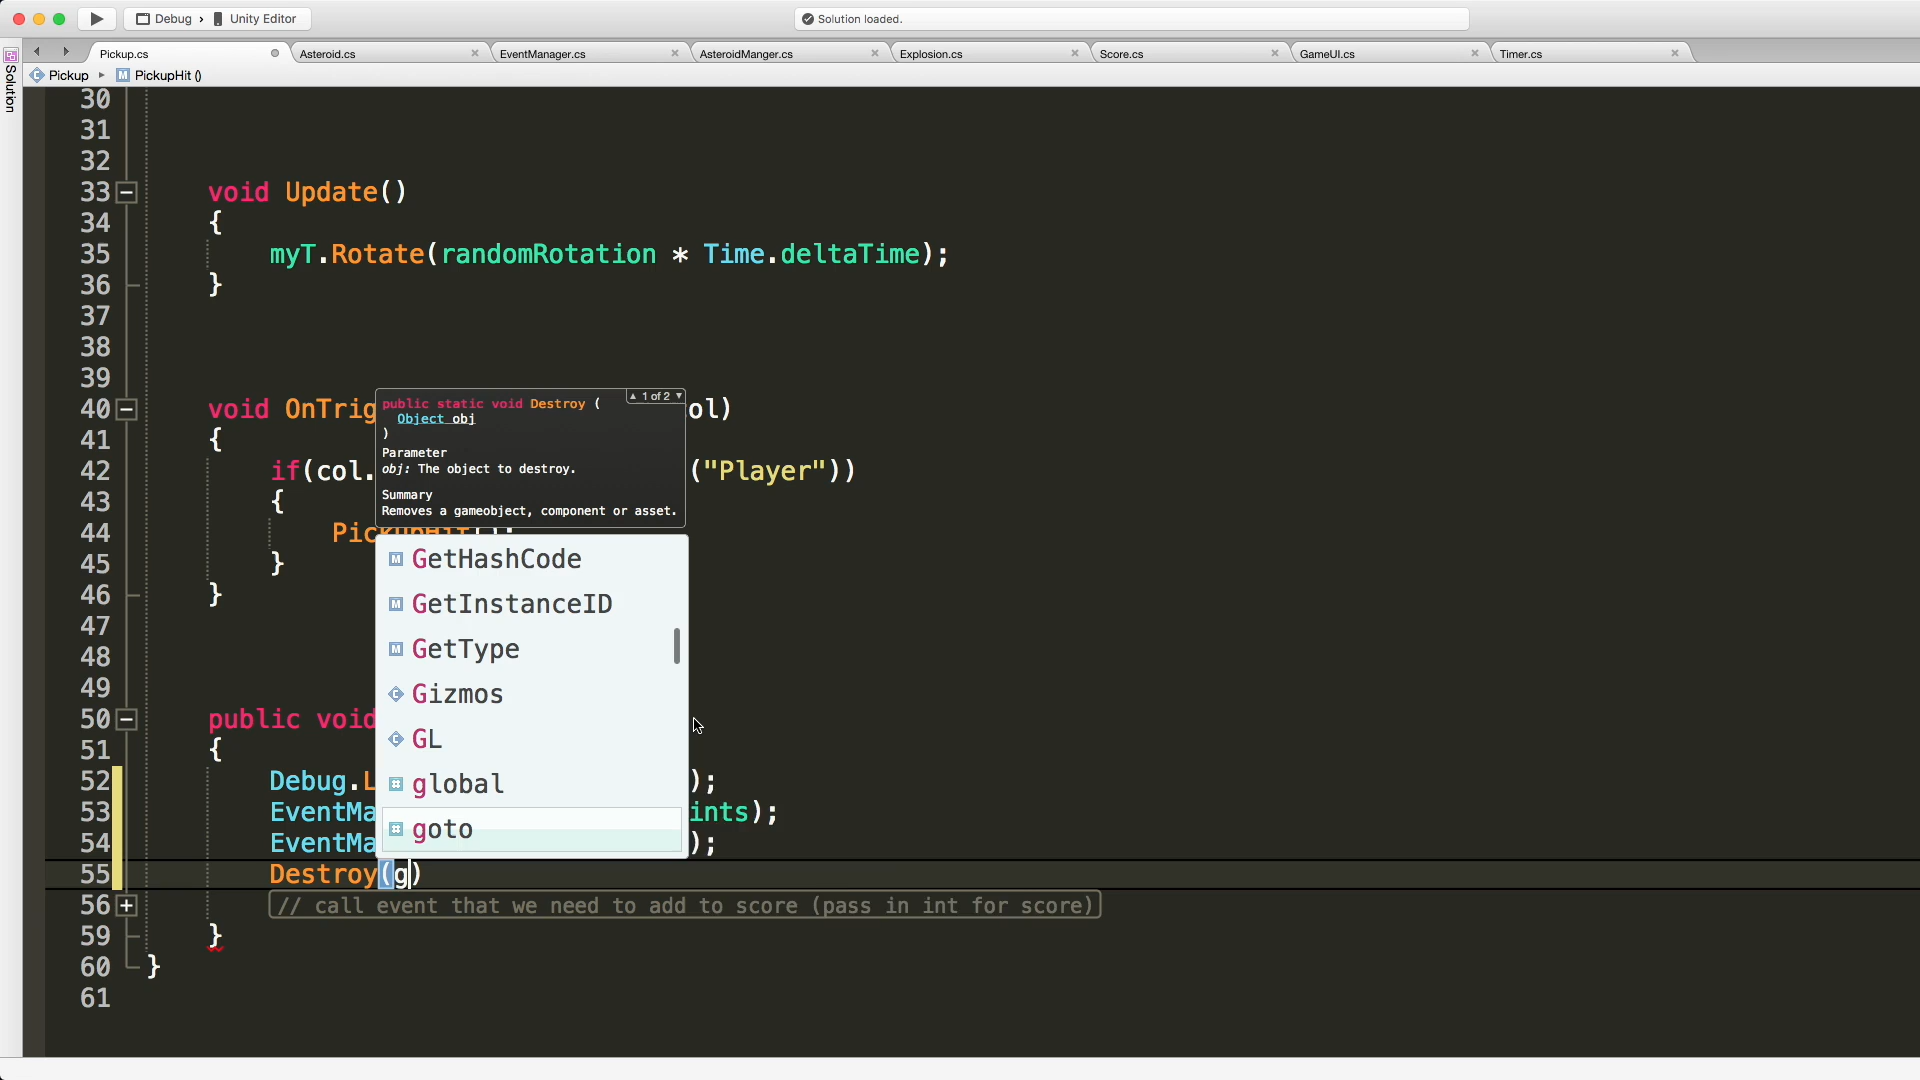 Debug › Unity Editor
Solution loaded.
Solution
Pickup.cs
Asteroid.cs
EventManager.cs
AsteroidManger.cs
Explosion.cs
Score.cs
GameUI.cs
Timer.cs
Pickup ▸ M PickupHit ()
30
31
32
33 void Update()
34 {
35 myT.Rotate(randomRotation * Time.deltaTime);
36 }
37
38
39
40 void OnTrig ol)
41 {
42 if(col. ("Player"))
43 {
44 PickupHit();
45 }
46 }
47
48
49
50 public void
51 {
52 Debug.L );
53 EventMa ints);
54 EventMa );
55 Destroy(g)
56 // call event that we need to add to score (pass in int for score)
59 }
60 }
61
▲ 1 of 2 ▼
public static void Destroy (
Object obj
)
Parameter
obj: The object to destroy.
Summary
Removes a gameobject, component or asset.
M GetHashCode
M GetInstanceID
M GetType
C Gizmos
C GL
global
goto